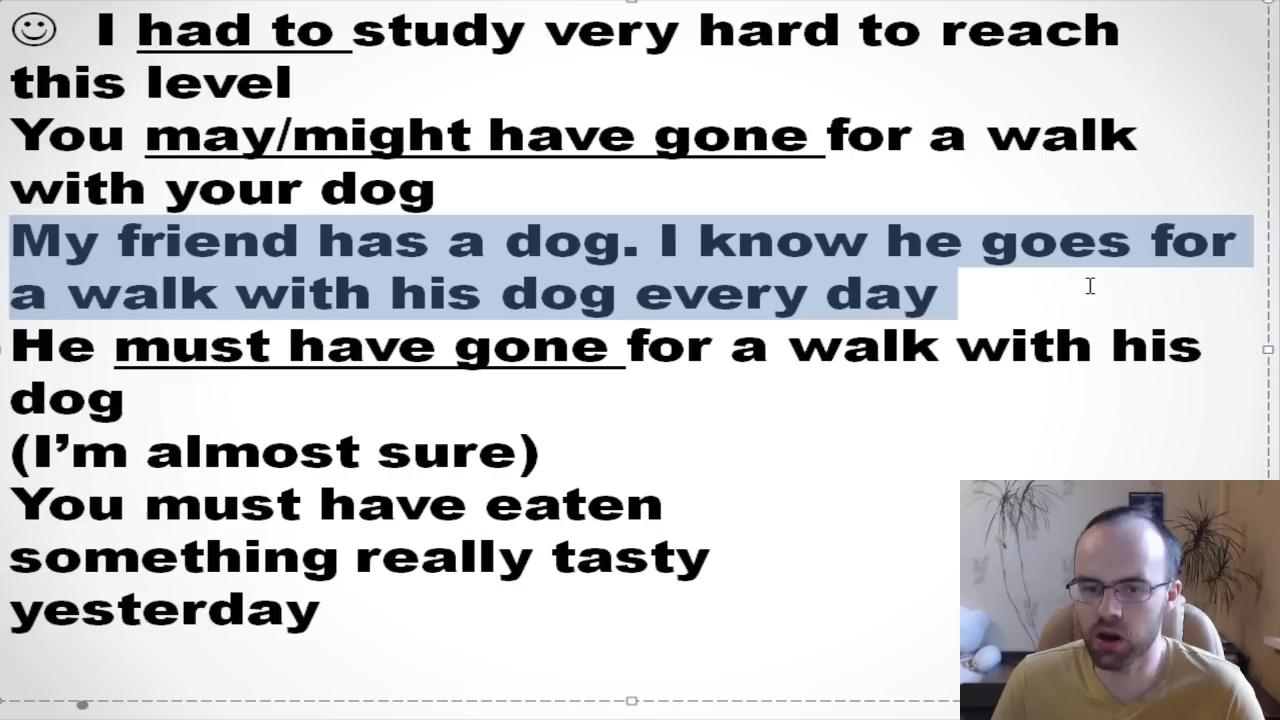 ☺ I had to study very hard to reach
this level
You may/might have gone for a walk
with your dog
My friend has a dog. I know he goes for
a walk with his dog every day
He must have gone for a walk with his
dog
(I’m almost sure)
You must have eaten
something really tasty
yesterday